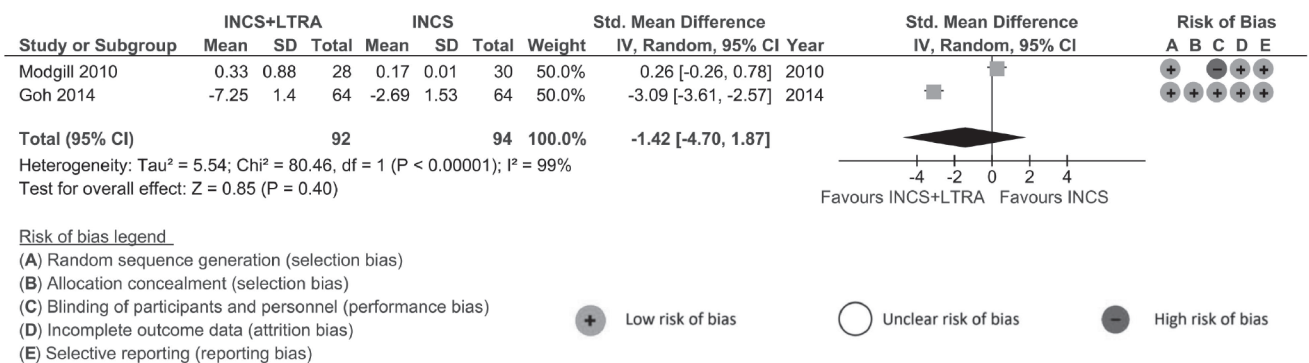 INCS+LTRA INCS Std. Mean Difference Std. Mean Difference Risk of Bias
Study or Subgroup Mean SD Total Mean SD Total Weight IV, Random, 95% CI Year IV, Random, 95% CI A B C D E
Modgill 2010 0.33 0.88 28 0.17 0.01 30 50.0% 0.26 [-0.26, 0.78] 2010 + − + +
Goh 2014 -7.25 1.4 64 -2.69 1.53 64 50.0% -3.09 [-3.61, -2.57] 2014 + + + + +
Total (95% CI) 92 94 100.0% -1.42 [-4.70, 1.87]
Heterogeneity: Tau² = 5.54; Chi² = 80.46, df = 1 (P < 0.00001); I² = 99%
Test for overall effect: Z = 0.85 (P = 0.40)
-4 -2 0 2 4
Favours INCS+LTRA Favours INCS
Risk of bias legend
(A) Random sequence generation (selection bias)
(B) Allocation concealment (selection bias)
(C) Blinding of participants and personnel (performance bias)
(D) Incomplete outcome data (attrition bias)
(E) Selective reporting (reporting bias)
+ Low risk of bias Unclear risk of bias − High risk of bias